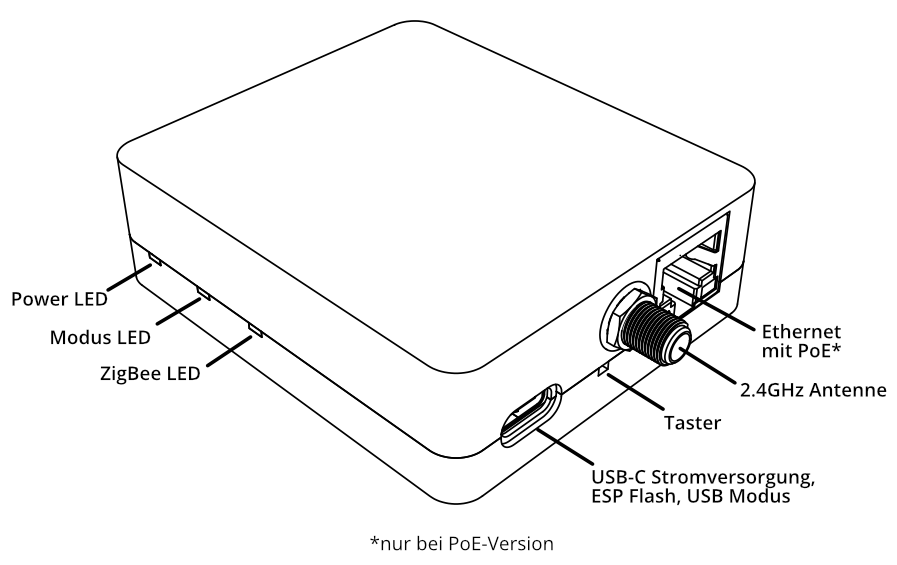 Power LED
Modus LED
ZigBee LED
Ethernet
mit PoE*
2.4GHz Antenne
Taster
USB-C Stromversorgung,
ESP Flash, USB Modus
*nur bei PoE-Version